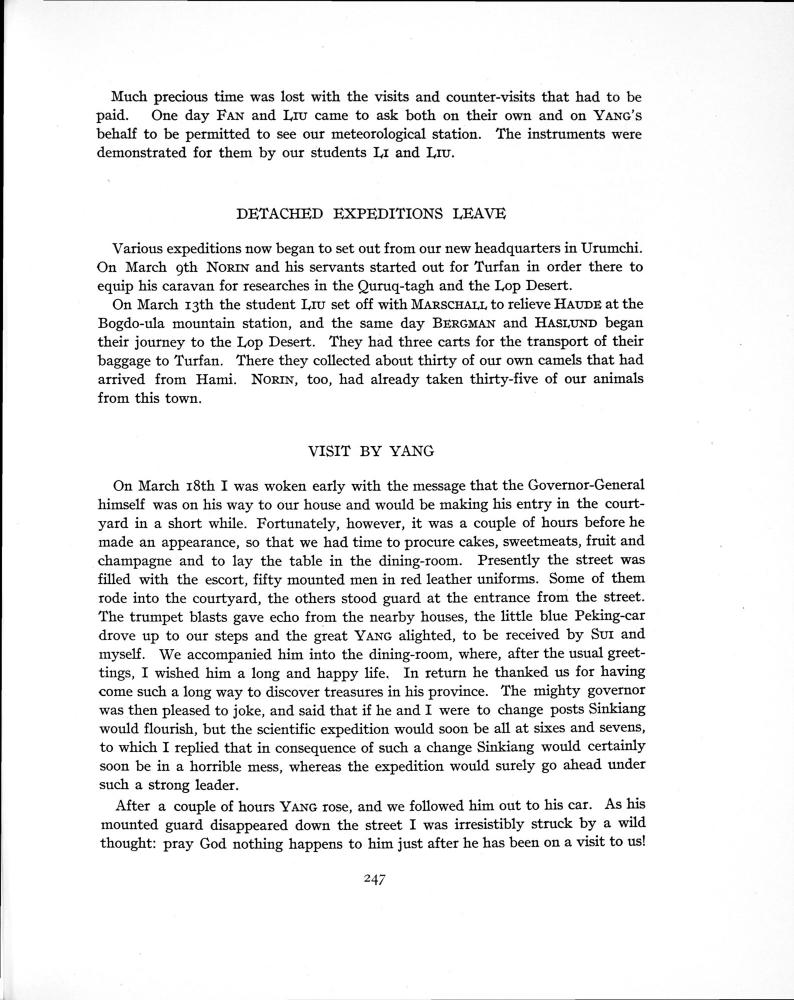 Much precious time was lost with the visits and counter-visits that had to be
paid. One day FAN and LIU came to ask both on their own and on YANG'S
behalf to be permitted to see our meteorological station. The instruments were
demonstrated for them by our students LI and LIU.
DETACHED EXPEDITIONS LEAVE
Various expeditions now began to set out from our new headquarters in Urumchi.
On March 9th NORIN and his servants started out for Turfan in order there to
equip his caravan for researches in the Quruq-tagh and the Lop Desert.
On March 13th the student LIU set off with MARSCHALL to relieve HAUDE at the
Bogdo-ula mountain station, and the same day BERGMAN and HASLUND began
their journey to the Lop Desert. They had three carts for the transport of their
baggage to Turfan. There they collected about thirty of our own camels that had
arrived from Hami. NORIN, too, had already taken thirty-five of our animals
from this town.
VISIT BY YANG
On March 18th I was woken early with the message that the Governor-General
himself was on his way to our house and would be making his entry in the court-
yard in a short while. Fortunately, however, it was a couple of hours before he
made an appearance, so that we had time to procure cakes, sweetmeats, fruit and
champagne and to lay the table in the dining-room. Presently the street was
filled with the escort, fifty mounted men in red leather uniforms. Some of them
rode into the courtyard, the others stood guard at the entrance from the street.
The trumpet blasts gave echo from the nearby houses, the little blue Peking-car
drove up to our steps and the great YANG alighted, to be received by SUI and
myself. We accompanied him into the dining-room, where, after the usual greet-
tings, I wished him a long and happy life. In return he thanked us for having
come such a long way to discover treasures in his province. The mighty governor
was then pleased to joke, and said that if he and I were to change posts Sinkiang
would flourish, but the scientific expedition would soon be all at sixes and sevens,
to which I replied that in consequence of such a change Sinkiang would certainly
soon be in a horrible mess, whereas the expedition would surely go ahead under
such a strong leader.
After a couple of hours YANG rose, and we followed him out to his car. As his
mounted guard disappeared down the street I was irresistibly struck by a wild
thought: pray God nothing happens to him just after he has been on a visit to us!
247